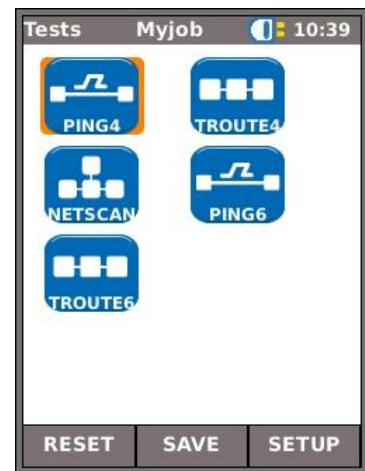 Tests Myjob 10:39
PING4 TROUTE4
NETSCAN PING6
TROUTE6
RESET SAVE SETUP